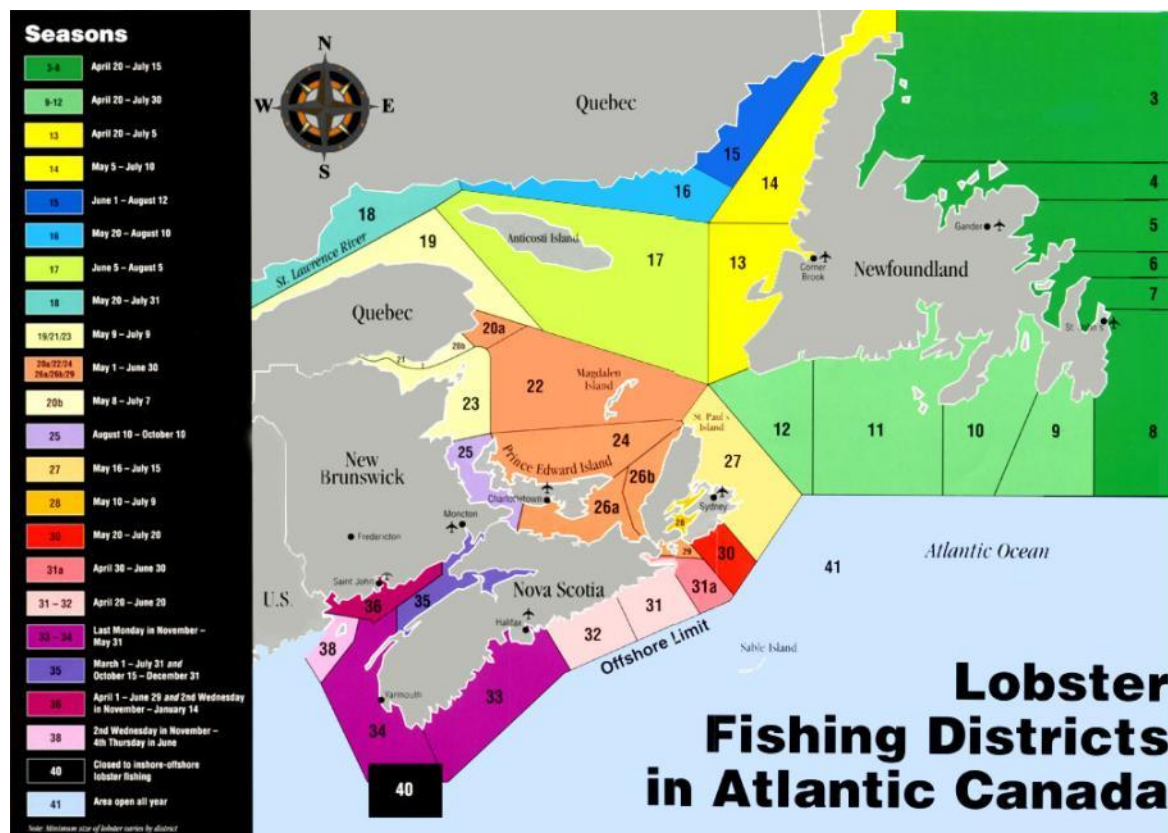 Seasons
3-8 April 20 – July 15
9-12 April 20 – July 30
13 April 20 – July 5
14 May 5 – July 10
15 June 1 – August 12
16 May 20 – August 10
17 June 5 – August 5
18 May 20 – July 31
19/21/23 May 9 – July 9
20a/22/24
26a/26b/29 May 1 – June 30
20b May 8 – July 7
25 August 10 – October 10
27 May 16 – July 15
28 May 10 – July 9
30 May 20 – July 20
31a April 30 – June 30
31 – 32 April 20 – June 20
33 – 34 Last Monday in November –
May 31
35 March 1 – July 31 and
October 15 – December 31
36 April 1 – June 29 and 2nd Wednesday
in November – January 14
38 2nd Wednesday in November –
4th Thursday in June
40 Closed to inshore-offshore
lobster fishing
41 Area open all year
Note: Minimum size of lobster varies by district
N
W E
S
Quebec
3
15
14
16
4
18
5
Gander
19
Anticosti Island
17
13
Corner
Brook
Newfoundland
6
St. Lawrence River
7
Quebec
St. John's
20a
20b
21
22
Magdalen
Island
23
St. Paul's
Island
12
11
10
9
8
24
25
Prince Edward Island
27
New
Brunswick
26b
Charlottetown
26a
Sydney
28
Moncton
Fredericton
29
30
41
Atlantic Ocean
Saint John
Nova Scotia
31a
U.S.
36
35
31
Halifax
32
38
Offshore Limit
Sable Island
Yarmouth
33
34
40
Lobster
Fishing Districts
in Atlantic Canada